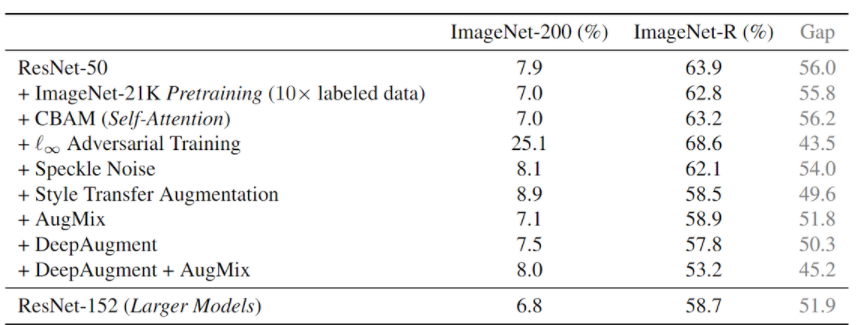 ImageNet-200 (%) ImageNet-R (%) Gap
ResNet-50 7.9 63.9 56.0
+ ImageNet-21K Pretraining (10× labeled data) 7.0 62.8 55.8
+ CBAM (Self-Attention) 7.0 63.2 56.2
+ ℓ∞ Adversarial Training 25.1 68.6 43.5
+ Speckle Noise 8.1 62.1 54.0
+ Style Transfer Augmentation 8.9 58.5 49.6
+ AugMix 7.1 58.9 51.8
+ DeepAugment 7.5 57.8 50.3
+ DeepAugment + AugMix 8.0 53.2 45.2
ResNet-152 (Larger Models) 6.8 58.7 51.9